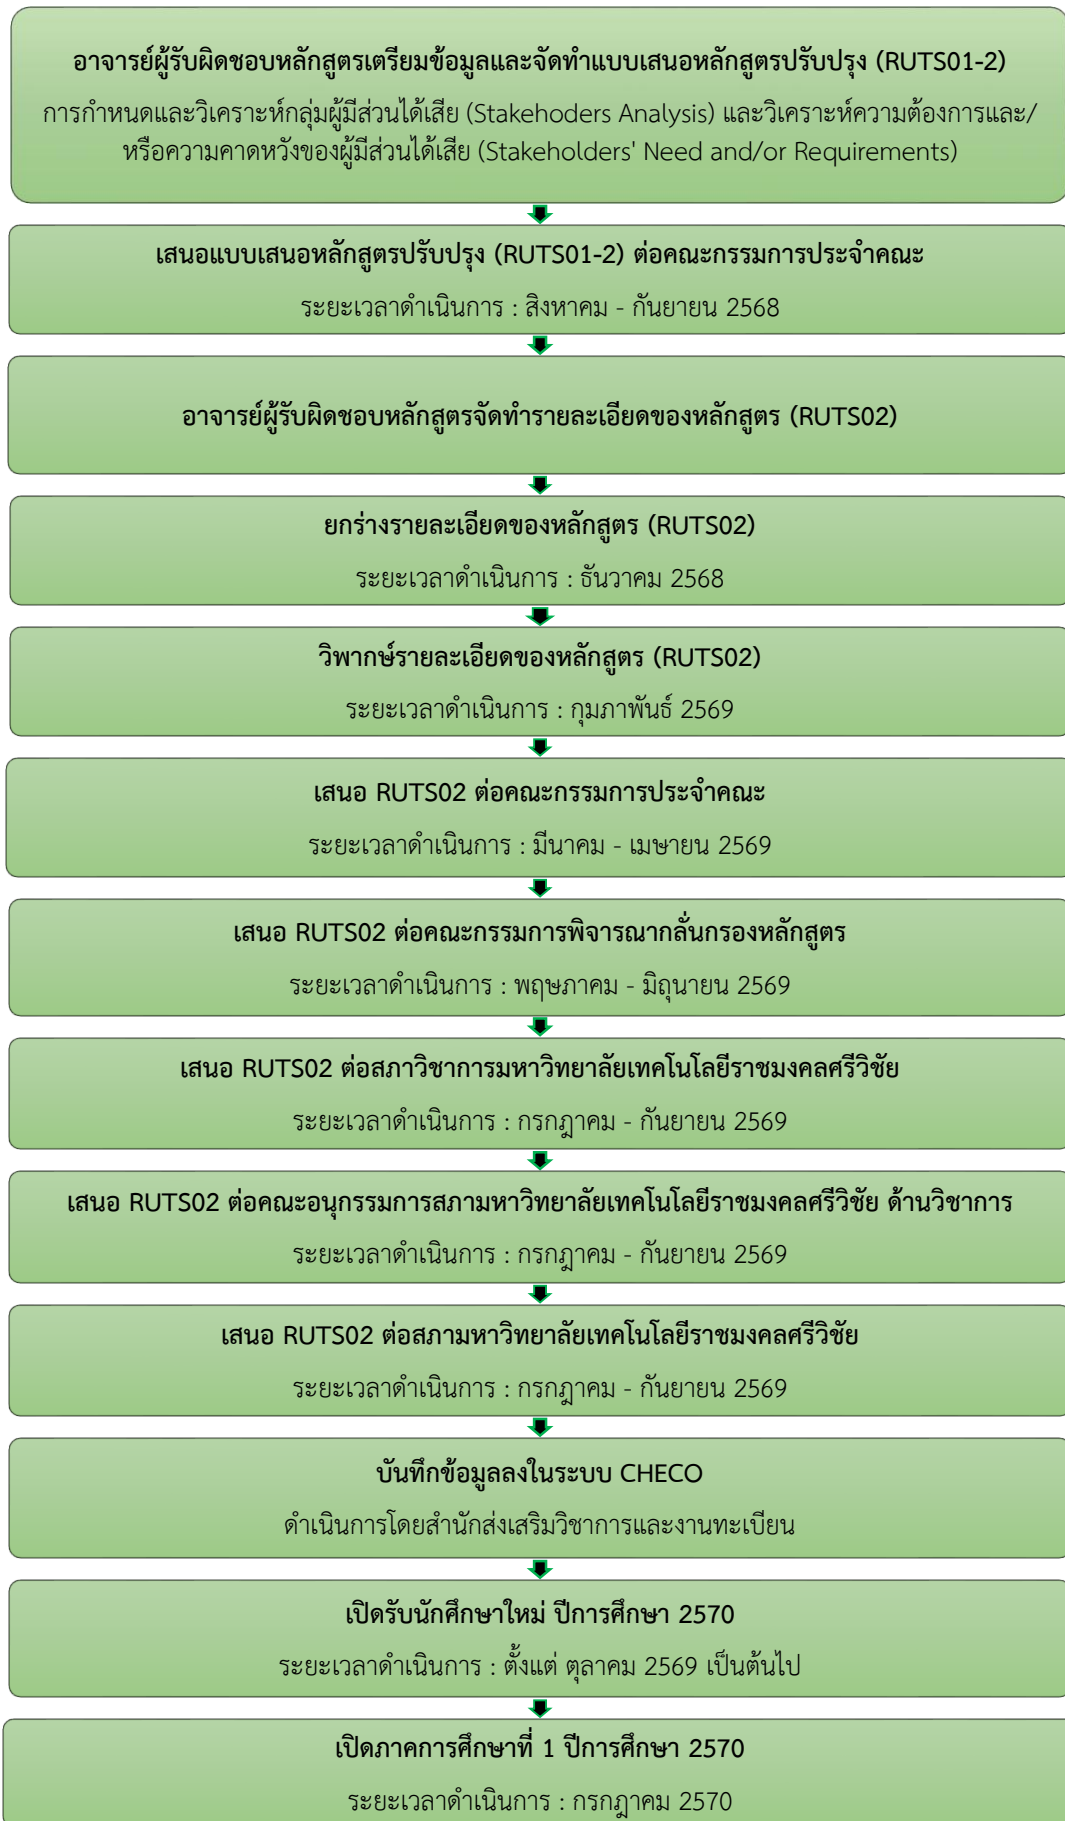 อาจารย์ผู้รับผิดชอบหลักสูตรเตรียมข้อมูลและจัดทำแบบเสนอหลักสูตรปรับปรุง (RUTS01-2)
การกำหนดและวิเคราะห์กลุ่มผู้มีส่วนได้เสีย (Stakehoders Analysis) และวิเคราะห์ความต้องการและ/
หรือความคาดหวังของผู้มีส่วนได้เสีย (Stakeholders' Need and/or Requirements)
เสนอแบบเสนอหลักสูตรปรับปรุง (RUTS01-2) ต่อคณะกรรมการประจำคณะ
ระยะเวลาดำเนินการ : สิงหาคม - กันยายน 2568
อาจารย์ผู้รับผิดชอบหลักสูตรจัดทำรายละเอียดของหลักสูตร (RUTS02)
ยกร่างรายละเอียดของหลักสูตร (RUTS02)
ระยะเวลาดำเนินการ : ธันวาคม 2568
วิพากษ์รายละเอียดของหลักสูตร (RUTS02)
ระยะเวลาดำเนินการ : กุมภาพันธ์ 2569
เสนอ RUTS02 ต่อคณะกรรมการประจำคณะ
ระยะเวลาดำเนินการ : มีนาคม - เมษายน 2569
เสนอ RUTS02 ต่อคณะกรรมการพิจารณากลั่นกรองหลักสูตร
ระยะเวลาดำเนินการ : พฤษภาคม - มิถุนายน 2569
เสนอ RUTS02 ต่อสภาวิชาการมหาวิทยาลัยเทคโนโลยีราชมงคลศรีวิชัย
ระยะเวลาดำเนินการ : กรกฎาคม - กันยายน 2569
เสนอ RUTS02 ต่อคณะอนุกรรมการสภามหาวิทยาลัยเทคโนโลยีราชมงคลศรีวิชัย ด้านวิชาการ
ระยะเวลาดำเนินการ : กรกฎาคม - กันยายน 2569
เสนอ RUTS02 ต่อสภามหาวิทยาลัยเทคโนโลยีราชมงคลศรีวิชัย
ระยะเวลาดำเนินการ : กรกฎาคม - กันยายน 2569
บันทึกข้อมูลลงในระบบ CHECO
ดำเนินการโดยสำนักส่งเสริมวิชาการและงานทะเบียน
เปิดรับนักศึกษาใหม่ ปีการศึกษา 2570
ระยะเวลาดำเนินการ : ตั้งแต่ ตุลาคม 2569 เป็นต้นไป
เปิดภาคการศึกษาที่ 1 ปีการศึกษา 2570
ระยะเวลาดำเนินการ : กรกฎาคม 2570